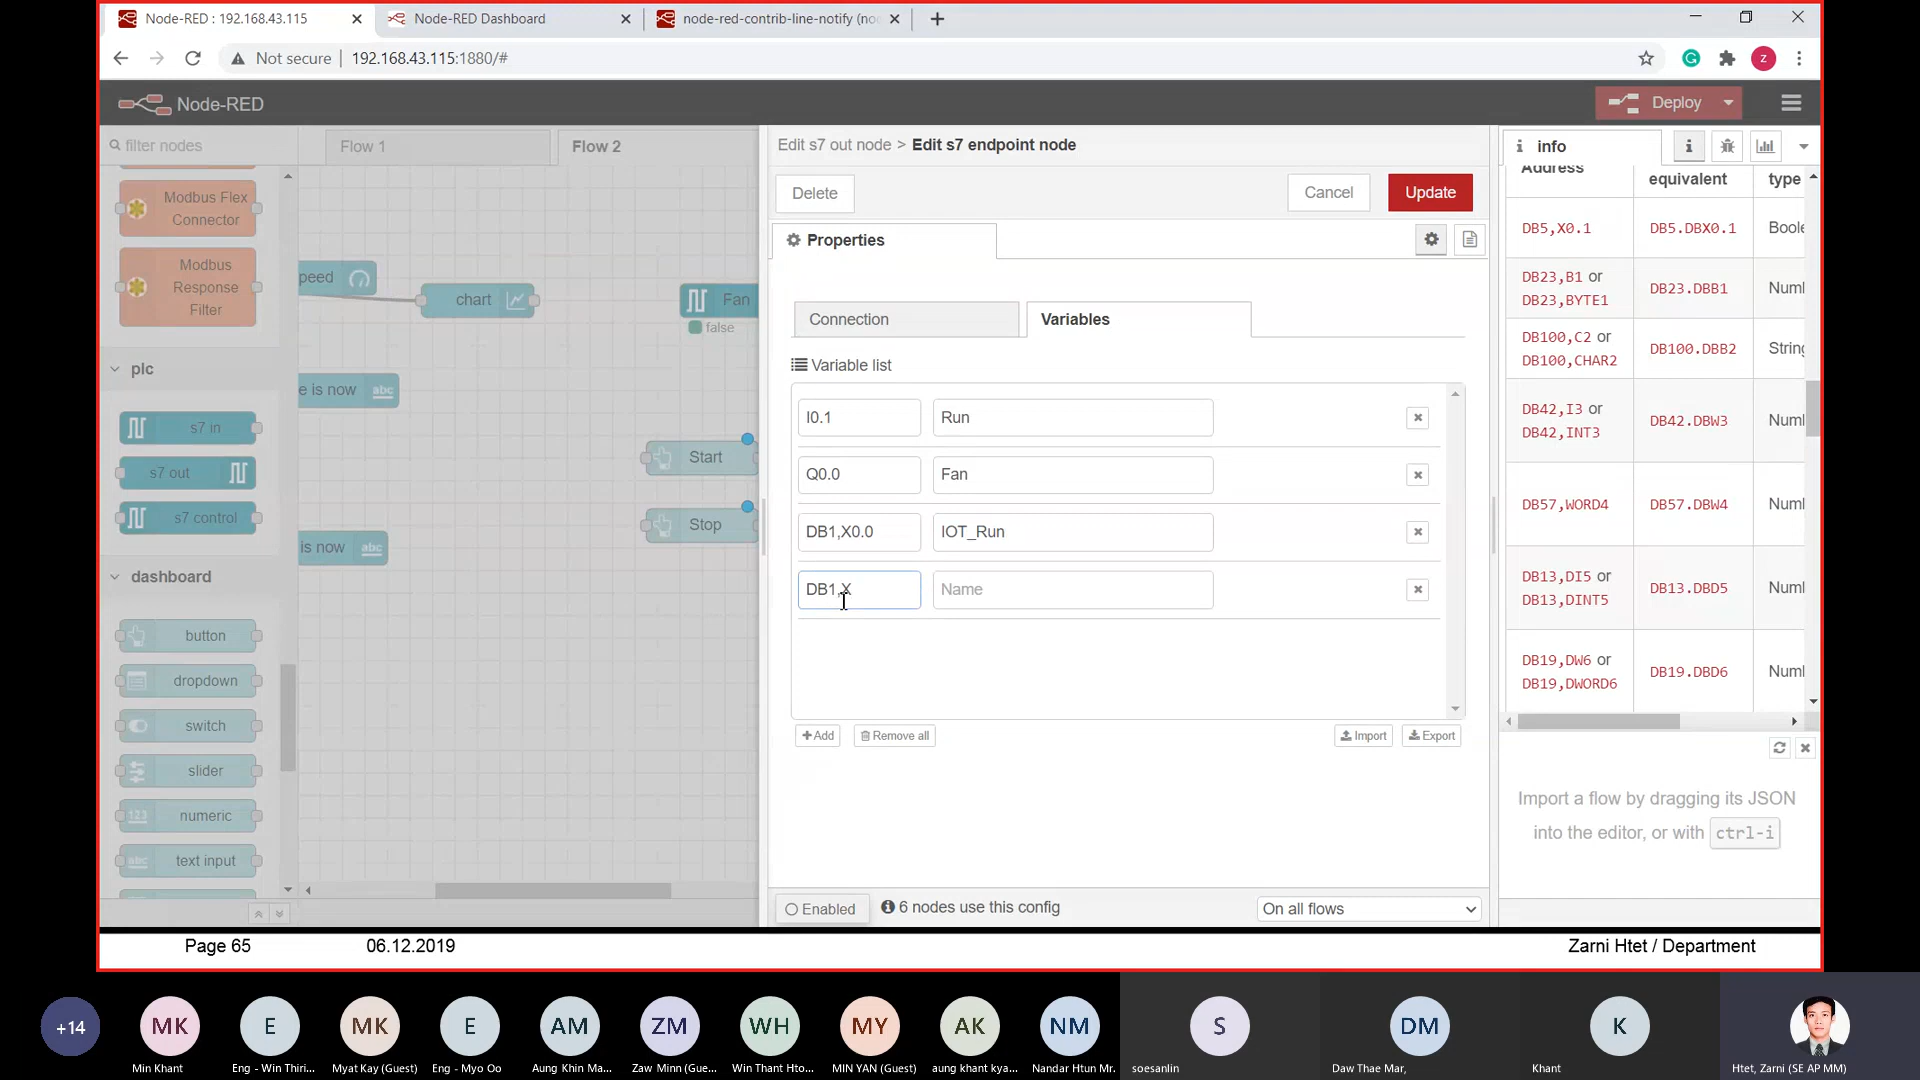 Node-RED : 192.168.43.115
Node-RED Dashboard
node-red-contrib-line-notify (no
Not secure
192.168.43.115:1880/#
Z
Node-RED
Deploy
filter nodes
Modbus Flex
Connector
Modbus
Response
Filter
plc
s7 in
s7 out
s7 control
dashboard
button
dropdown
switch
slider
numeric
text input
Flow 1
Flow 2
peed
chart
Fan
false
e is now
abc
Start
Stop
is now
abc
Edit s7 out node > Edit s7 endpoint node
Delete
Cancel
Update
Properties
Connection
Variables
Variable list
I0.1
Run
Q0.0
Fan
DB1,X0.0
IOT_Run
DB1,X
Name
Add
Remove all
Import
Export
Enabled
6 nodes use this config
On all flows
info
Address
equivalent
type
DB5,X0.1
DB5.DBX0.1
Boole
DB23,B1 or
DB23,BYTE1
DB23.DBB1
Num
DB100,C2 or
DB100,CHAR2
DB100.DBB2
String
DB42,I3 or
DB42,INT3
DB42.DBW3
Num
DB57,WORD4
DB57.DBW4
Num
DB13,DI5 or
DB13,DINT5
DB13.DBD5
Num
DB19,DW6 or
DB19,DWORD6
DB19.DBD6
Num
Import a flow by dragging its JSON
into the editor, or with ctrl-i
Page 65
06.12.2019
Zarni Htet / Department
+14
MK
E
MK
E
AM
ZM
WH
MY
AK
NM
S
DM
K
Min Khant
Eng - Win Thiri...
Myat Kay (Guest)
Eng - Myo Oo
Aung Khin Ma...
Zaw Minn (Gue...
Win Thant Hto...
MIN YAN (Guest)
aung khant kya...
Nandar Htun Mr.
soesanlin
Daw Thae Mar,
Khant
Htet, Zarni (SE AP MM)